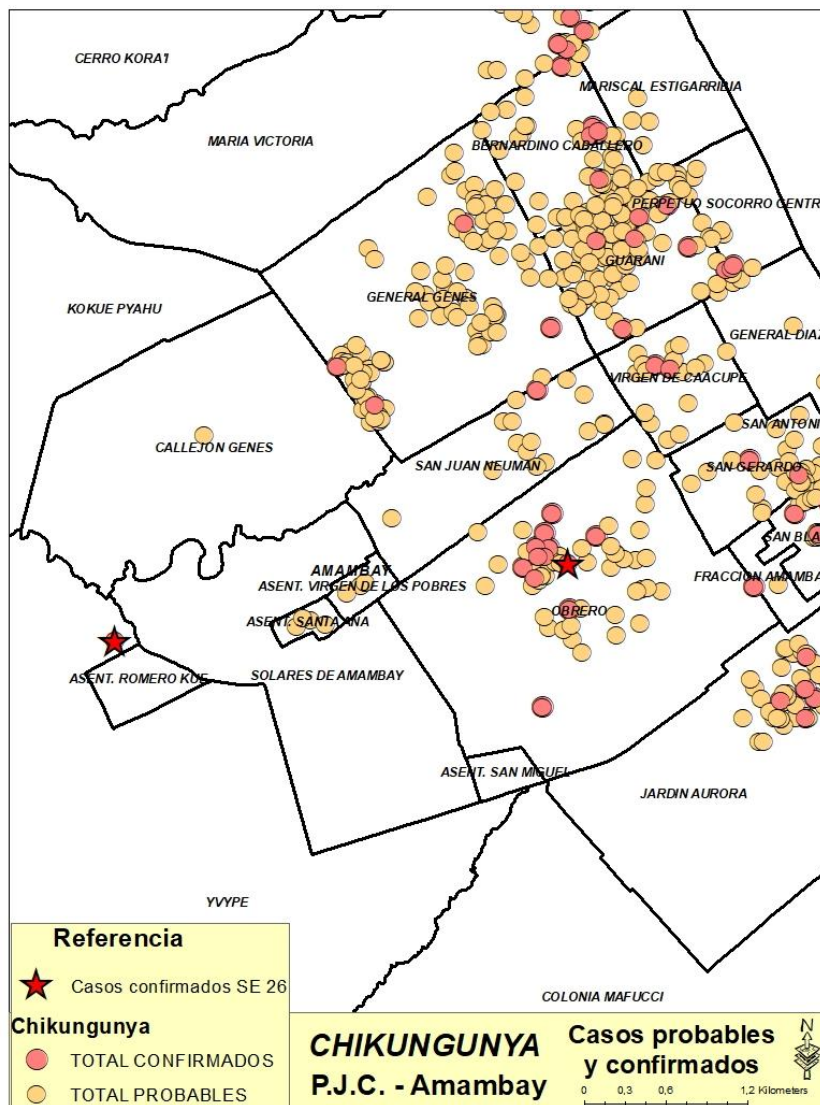 CERRO KORA'I
MARISCAL ESTIGARRIBIA
MARIA VICTORIA
BERNARDINO CABALLERO
PERPETUO SOCORRO CENTR
GUARANI
GENERAL GENES
KOKUE PYAHU
GENERAL DIAZ
VIRGEN DE CAACUPE
SAN ANTONI
CALLEJON GENES
SAN JUAN NEUMAN
SAN GERARDO
SAN BLA
AMAMBAY
FRACCION AMAMBA
ASENT. VIRGEN DE LOS POBRES
OBRERO
ASENT. SANTA ANA
ASENT. ROMERO KUE
SOLARES DE AMAMBAY
ASENT. SAN MIGUEL
JARDIN AURORA
YVYPE
COLONIA MAFUCCI
Referencia
Casos confirmados SE 26
Chikungunya
TOTAL CONFIRMADOS
TOTAL PROBABLES
CHIKUNGUNYA
P.J.C. - Amambay
Casos probables
y confirmados
N
0 0,3 0,6 1,2 Kilometers